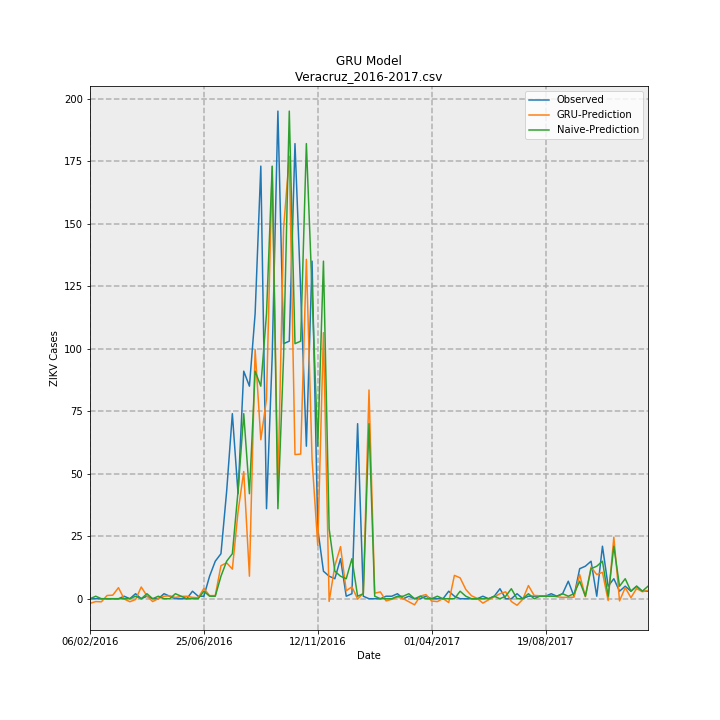 GRU Model
Veracruz_2016-2017.csv
Observed
GRU-Prediction
Naive-Prediction
200
175
150
125
100
75
50
25
0
ZIKV Cases
06/02/2016 25/06/2016 12/11/2016 01/04/2017 19/08/2017
Date